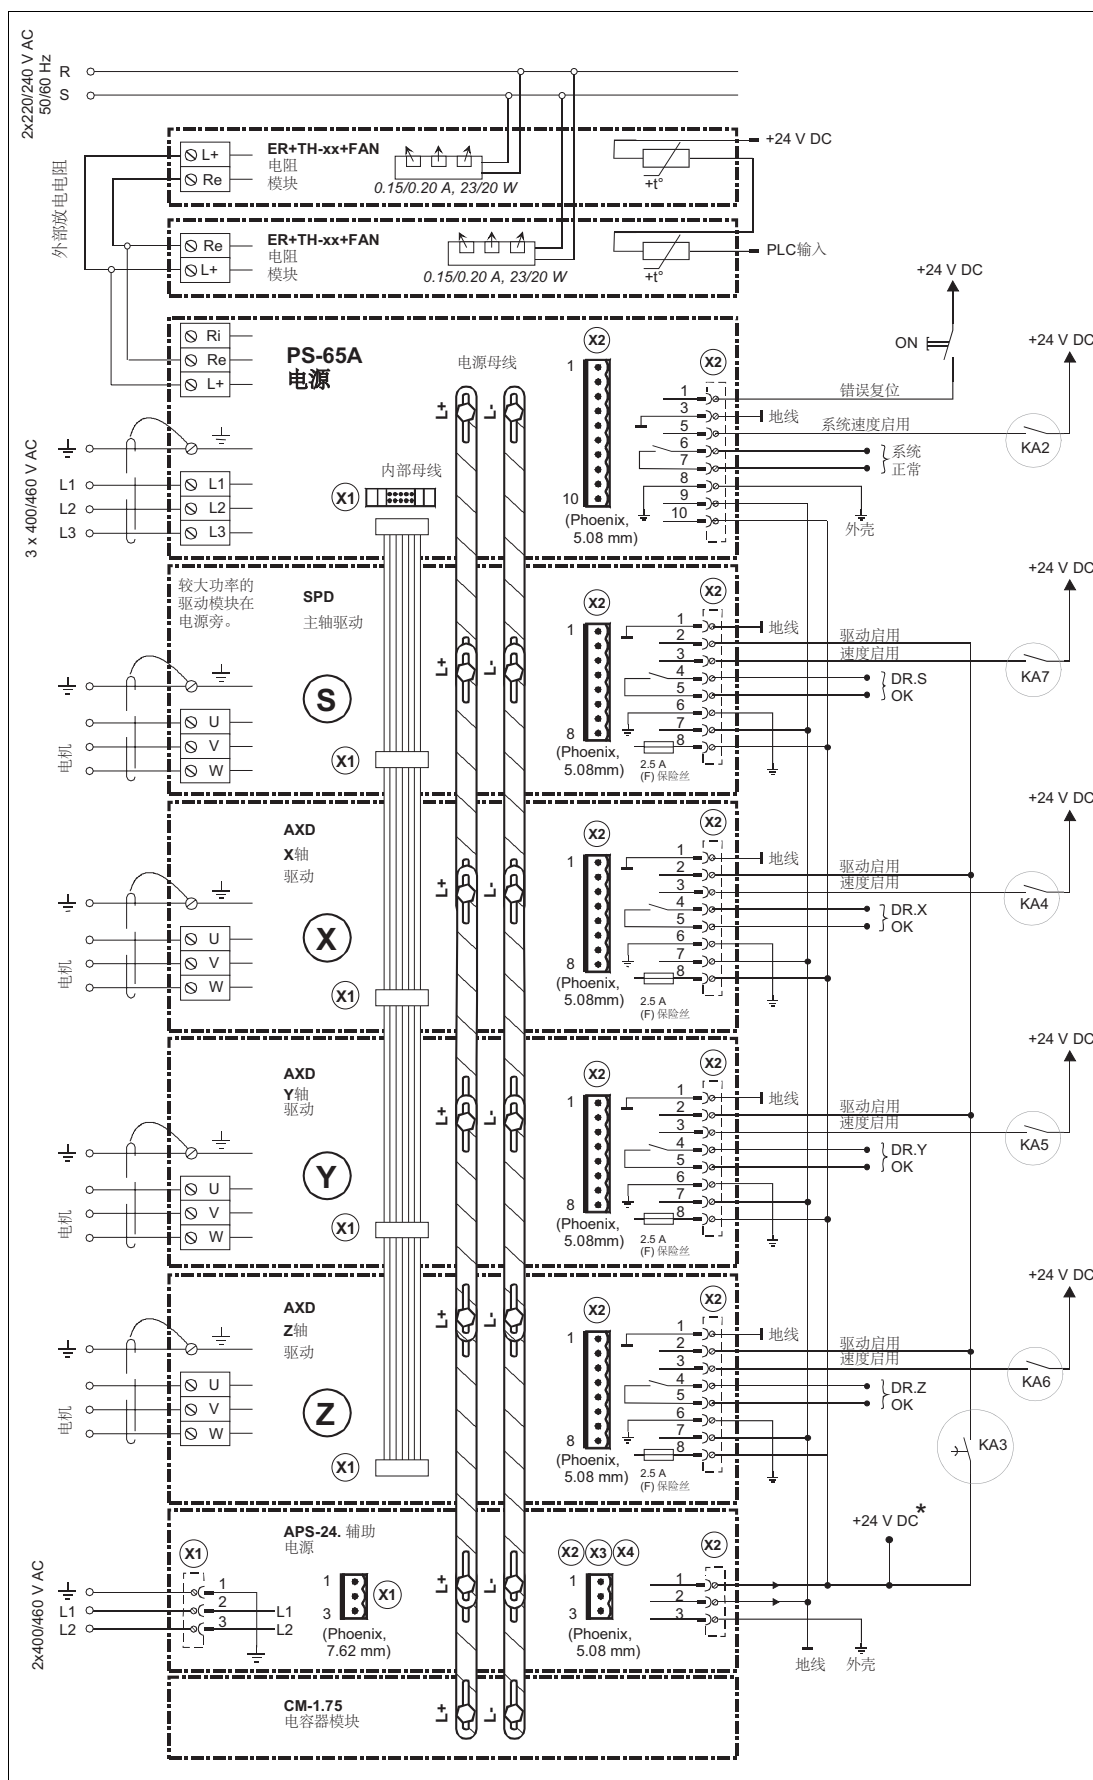 2x220/240 V AC
50/60 Hz
R
S
外部放电电阻
L+
Re
ER+TH-xx+FAN
电阻
模块
0.15/0.20 A, 23/20 W
+t°
+24 V DC
Re
L+
ER+TH-xx+FAN
电阻
模块
0.15/0.20 A, 23/20 W
+t°
PLC输入
3 x 400/460 V AC
L1
L2
L3
Ri
Re
L+
L1
L2
L3
PS-65A
电源
电源母线
L+
L-
内部母线
X1
X2
1
10
(Phoenix,
5.08 mm)
X2
1
3
5
6
7
8
9
10
错误复位
地线
系统速度启用
系统
正常
外壳
ON
+24 V DC
+24 V DC
KA2
较大功率的
驱动模块在
电源旁。
SPD
主轴驱动
S
X1
电机
U
V
W
L+
L-
X2
1
8
(Phoenix,
5.08mm)
X2
1
2
3
4
5
6
7
8
2.5 A
(F) 保险丝
地线
驱动启用
速度启用
DR.S
OK
+24 V DC
KA7
AXD
X轴
驱动
X
X1
电机
U
V
W
L+
L-
X2
1
8
(Phoenix,
5.08mm)
X2
1
2
3
4
5
6
7
8
2.5 A
(F) 保险丝
地线
驱动启用
速度启用
DR.X
OK
+24 V DC
KA4
AXD
Y轴
驱动
Y
X1
电机
U
V
W
L+
L-
X2
1
8
(Phoenix,
5.08mm)
X2
1
2
3
4
5
6
7
8
2.5 A
(F) 保险丝
地线
驱动启用
速度启用
DR.Y
OK
+24 V DC
KA5
AXD
Z轴
驱动
Z
X1
电机
U
V
W
L+
L-
X2
1
8
(Phoenix,
5.08 mm)
X2
1
2
3
4
5
6
7
8
2.5 A
(F) 保险丝
地线
驱动启用
速度启用
DR.Z
OK
+24 V DC
KA6
KA3
+24 V DC*
2x400/460 V AC
L1
L2
X1
1
2
3
L1
L2
APS-24. 辅助
电源
1
3
X1
(Phoenix,
7.62 mm)
L+
L-
X2 X3 X4
1
3
(Phoenix,
5.08 mm)
X2
1
2
3
地线
外壳
CM-1.75
电容器模块
L+
L-